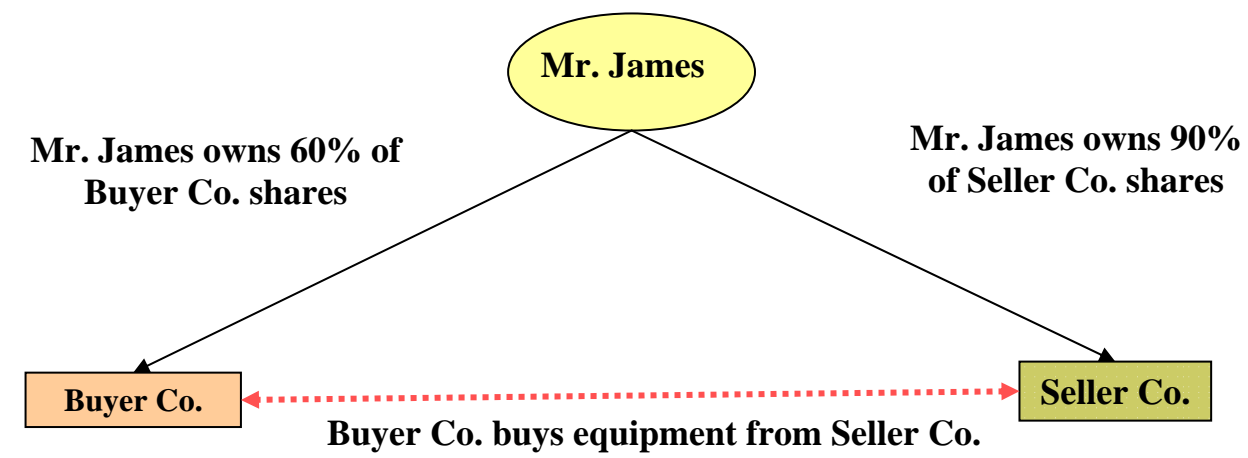 Mr. James
Mr. James owns 60% of
Buyer Co. shares
Mr. James owns 90%
of Seller Co. shares
Buyer Co.
Seller Co.
Buyer Co. buys equipment from Seller Co.